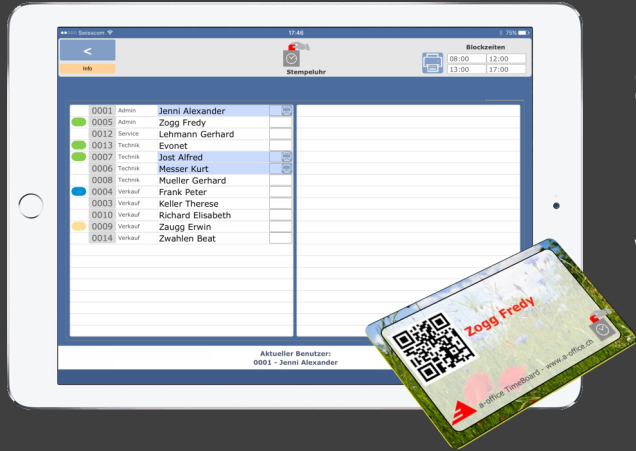 Swisscom
17:46
75%
<
Info
Stempeluhr
Blockzeiten
08:00 12:00
13:00 17:00
0001 Admin Jenni Alexander
0005 Admin Zogg Fredy
0012 Service Lehmann Gerhard
0013 Technik Evonet
0007 Technik Jost Alfred
0006 Technik Messer Kurt
0008 Technik Mueller Gerhard
0004 Verkauf Frank Peter
0003 Verkauf Keller Therese
0010 Verkauf Richard Elisabeth
0009 Verkauf Zaugg Erwin
0014 Verkauf Zwahlen Beat
Aktueller Benutzer:
0001 - Jenni Alexander
Zogg Fredy
a-office TimeBoard - www.a-office.ch